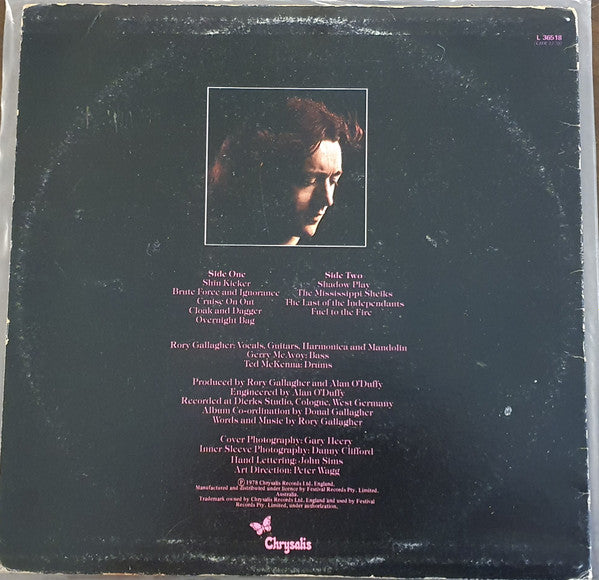 L 36518
Side One
Shin Kicker
Brute Force and Ignorance
Cruise On Out
Cloak and Dagger
Overnight Bag
Side Two
Shadow Play
The Mississippi Sheiks
The Last of the Independants
Fuel to the Fire
Rory Gallagher: Vocals, Guitars, Harmonica and Mandolin
Gerry McAvoy: Bass
Ted McKenna: Drums
Produced by Rory Gallagher and Alan O'Duffy
Engineered by Alan O'Duffy
Recorded at Dierks Studio, Cologne, West Germany
Album Co-ordination by Donal Gallagher
Words and Music by Rory Gallagher
Cover Photography: Gary Heery
Inner Sleeve Photography: Danny Clifford
Hand Lettering: John Sims
Art Direction: Peter Wagg
Ⓟ 1978 Chrysalis Records Ltd. England.
Manufactured and distributed under licence by Festival Records Pty. Limited,
Australia.
Trademark owned by Chrysalis Records Ltd. England and used by Festival
Records Pty. Limited, under authorization.
Chrysalis